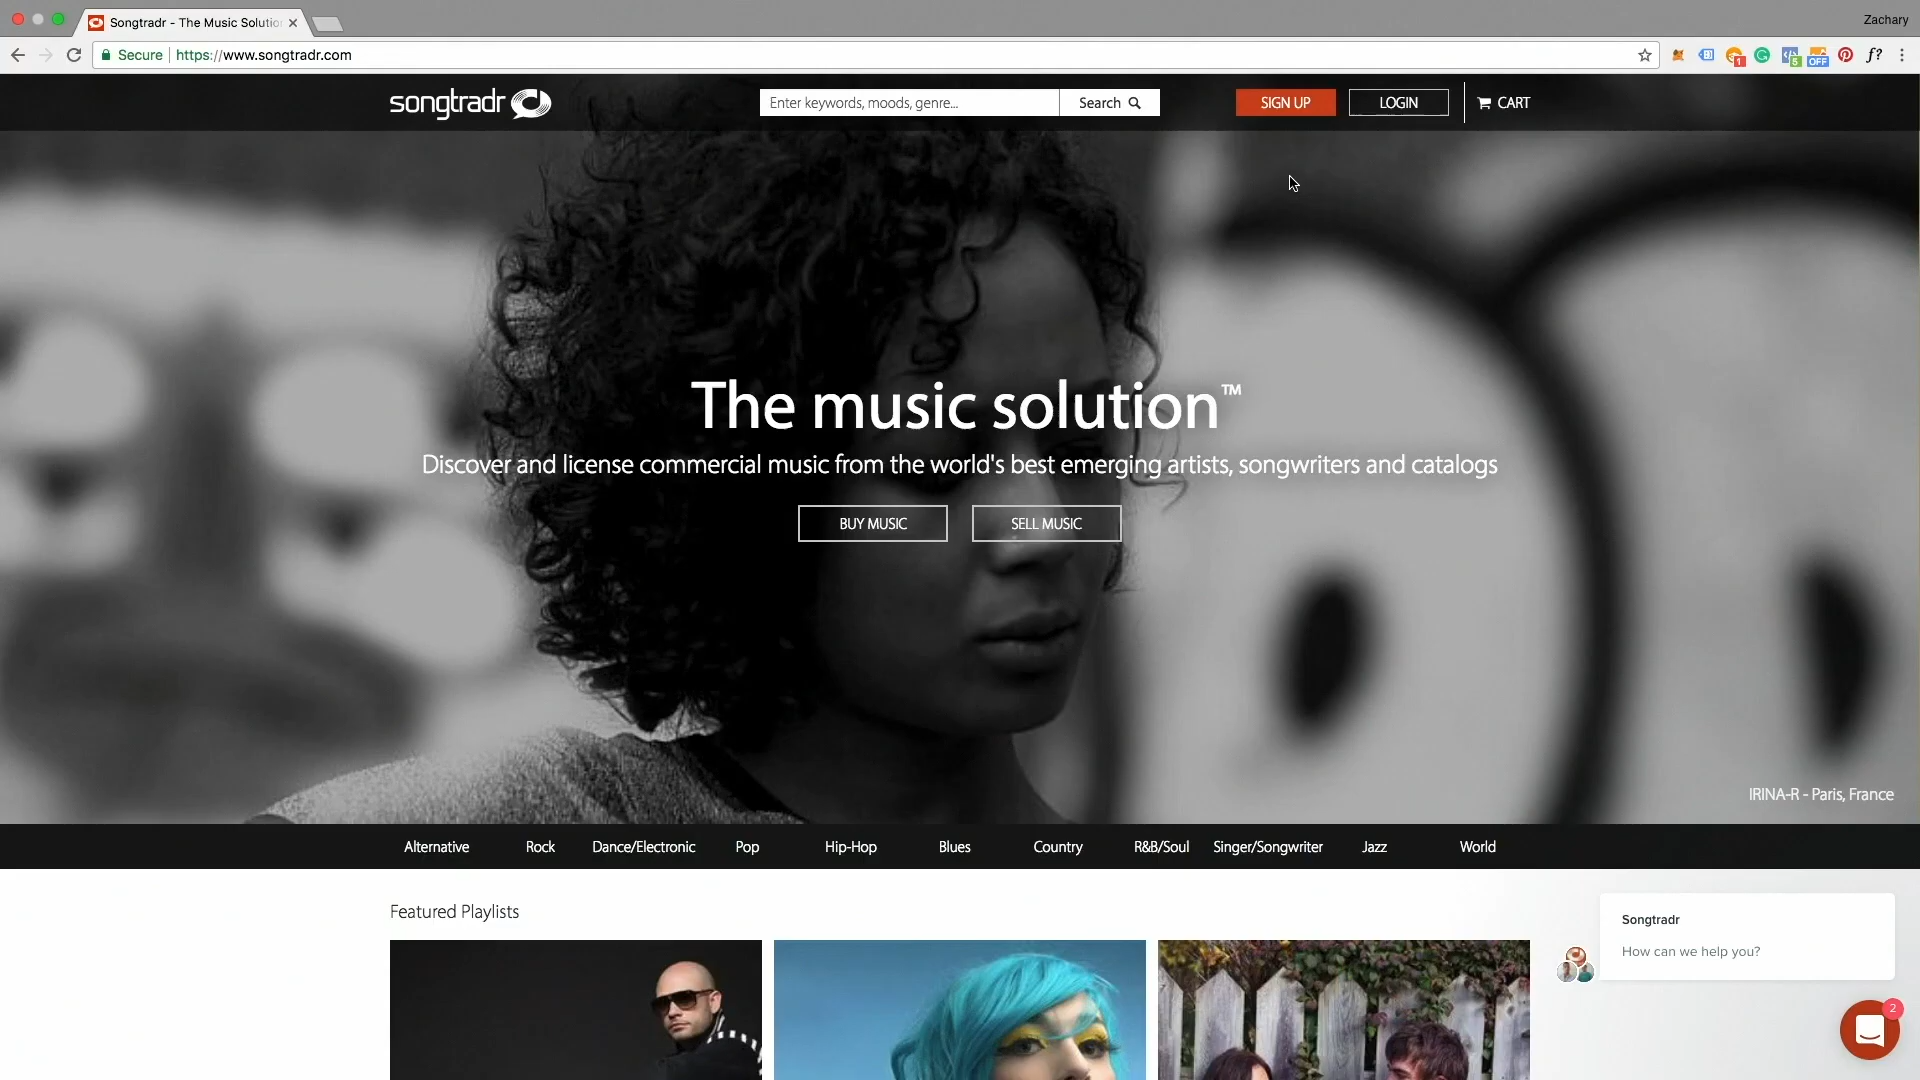 Zachary
Songtradr - The Music Solutio
Secure
https://www.songtradr.com
1
5
OFF
f?
songtradr
Enter keywords, moods, genre...
Search
SIGN UP
LOGIN
CART
The music solution™
Discover and license commercial music from the world's best emerging artists, songwriters and catalogs
BUY MUSIC
SELL MUSIC
IRINA-R - Paris, France
Alternative
Rock
Dance/Electronic
Pop
Hip-Hop
Blues
Country
R&B/Soul
Singer/Songwriter
Jazz
World
Featured Playlists
Songtradr
How can we help you?
2